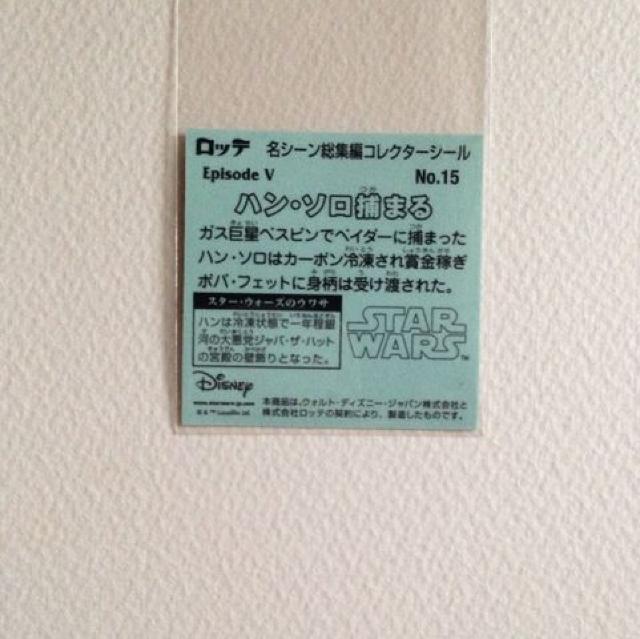 ロッテ 名シーン総集編コレクターシール
Episode V No.15
ハン・ソロ捕まる
ガス巨星ベスピンでベイダーに捕まった
ハン・ソロはカーボン冷凍され賞金稼ぎ
ボバ・フェットに身柄は受け渡された。
スター・ウォーズのウワサ
ハンは冷凍状態で一年程銀
河の大悪党ジャバ・ザ・ハット
の宮殿の壁飾りとなった。
STAR
WARS™
Disney
www.starwars.jp.com
© & ™ Lucasfilm Ltd.
本商品は、ウォルト・ディズニー・ジャパン株式会社と
株式会社ロッテの契約により、製造したものです。